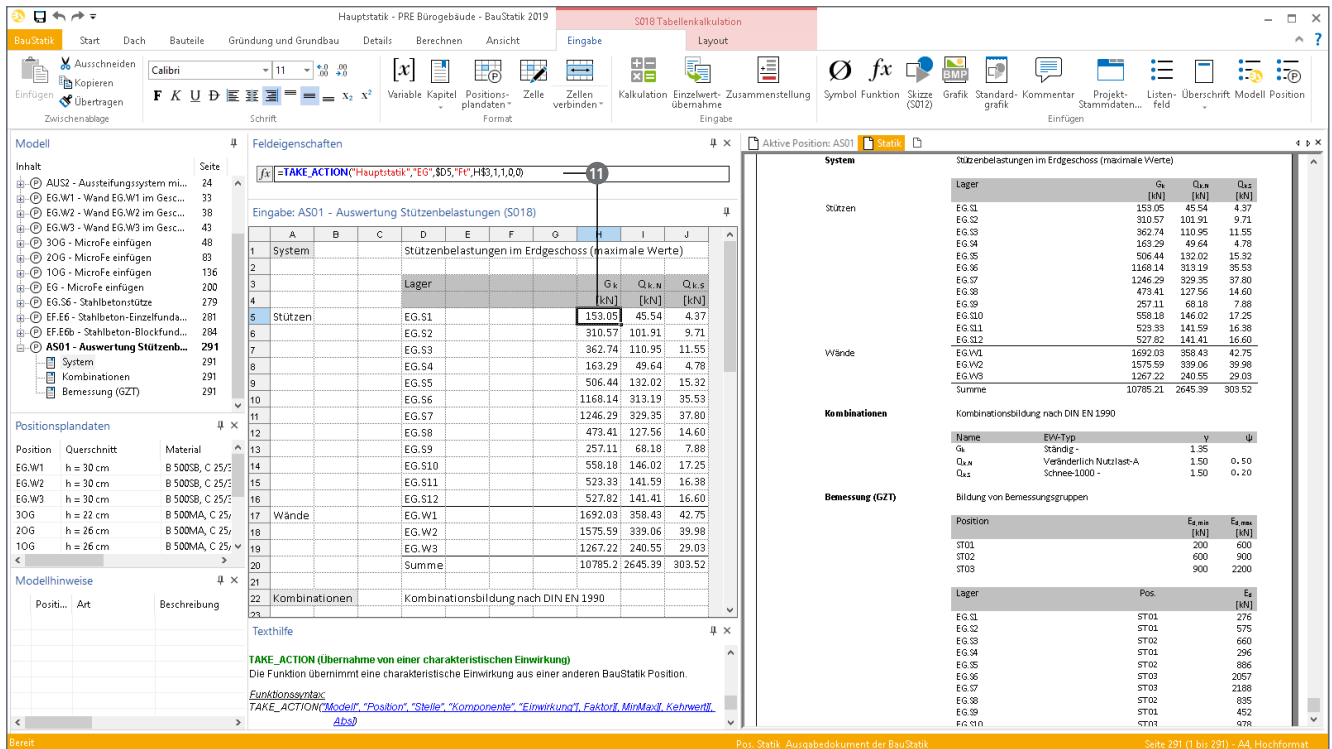 Hauptstatik - PRE Bürogebäude - BauStatik 2019
S018 Tabellenkalkulation
BauStatik Start Dach Bauteile Gründung und Grundbau Details Berechnen Ansicht Eingabe Layout
Einfügen
Ausschneiden
Kopieren
Übertragen
Zwischenablage
Calibri 11
F K U D x₂ x²
Schrift
[x] Variable
Kapitel
Positions-
plandaten
Zelle
Zellen
verbinden
Format
Kalkulation
Einzelwert-
übernahme
Zusammenstellung
Eingabe
Ø Symbol
fx Funktion
Skizze
(S012)
BMP
Grafik
Standard-
grafik
Kommentar
Projekt-
Stammdaten...
Listen-
feld
Überschrift
Modell
Position
Einfügen
Modell
Inhalt Seite
AUS2 - Aussteifungssystem mi... 24
EG.W1 - Wand EG.W1 im Gesc... 33
EG.W2 - Wand EG.W2 im Gesc... 38
EG.W3 - Wand EG.W3 im Gesc... 43
3OG - MicroFe einfügen 48
2OG - MicroFe einfügen 83
1OG - MicroFe einfügen 136
EG - MicroFe einfügen 200
EG.S6 - Stahlbetonstütze 279
EF.E6 - Stahlbeton-Einzelfunda... 281
EF.E6b - Stahlbeton-Blockfund... 284
AS01 - Auswertung Stützenb... 291
System 291
Kombinationen 291
Bemessung (GZT) 291
Positionsplandaten
Position Querschnitt Material
EG.W1 h = 30 cm B 500SB, C 25/3
EG.W2 h = 30 cm B 500SB, C 25/3
EG.W3 h = 30 cm B 500SB, C 25/3
3OG h = 22 cm B 500MA, C 25/
2OG h = 26 cm B 500MA, C 25/
1OG h = 26 cm B 500MA, C 25/
Modellhinweise
Positi... Art Beschreibung
Feldeigenschaften
fx =TAKE_ACTION("Hauptstatik","EG",$D5,"Ft",H$3,1,1,0,0)
11
Eingabe: AS01 - Auswertung Stützenbelastungen (S018)
A B C D E F G H I J
1 System Stützenbelastungen im Erdgeschoss (maximale Werte)
2
3 Lager Gk Qk.N Qk.S
4 [kN] [kN] [kN]
5 Stützen EG.S1 153.05 45.54 4.37
6 EG.S2 310.57 101.91 9.71
7 EG.S3 362.74 110.95 11.55
8 EG.S4 163.29 49.64 4.78
9 EG.S5 506.44 132.02 15.32
10 EG.S6 1168.14 313.19 35.53
11 EG.S7 1246.29 329.35 37.80
12 EG.S8 473.41 127.56 14.60
13 EG.S9 257.11 68.18 7.88
14 EG.S10 558.18 146.02 17.25
15 EG.S11 523.33 141.59 16.38
16 EG.S12 527.82 141.41 16.60
17 Wände EG.W1 1692.03 358.43 42.75
18 EG.W2 1575.59 339.06 39.98
19 EG.W3 1267.22 240.55 29.03
20 Summe 10785.2 2645.39 303.52
21
22 Kombinationen Kombinationsbildung nach DIN EN 1990
23
Texthilfe
TAKE_ACTION (Übernahme von einer charakteristischen Einwirkung)
Die Funktion übernimmt eine charakteristische Einwirkung aus einer anderen BauStatik Position.
Funktionssyntax:
TAKE_ACTION("Modell", "Position", "Stelle", "Komponente", "Einwirkung"[, Faktor][, MinMax][, Kehrwert][,
Abs])
Aktive Position: AS01 Statik
System Stützenbelastungen im Erdgeschoss (maximale Werte)
Lager Gk Qk.N Qk.S
[kN] [kN] [kN]
Stützen EG.S1 153.05 45.54 4.37
EG.S2 310.57 101.91 9.71
EG.S3 362.74 110.95 11.55
EG.S4 163.29 49.64 4.78
EG.S5 506.44 132.02 15.32
EG.S6 1168.14 313.19 35.53
EG.S7 1246.29 329.35 37.80
EG.S8 473.41 127.56 14.60
EG.S9 257.11 68.18 7.88
EG.S10 558.18 146.02 17.25
EG.S11 523.33 141.59 16.38
EG.S12 527.82 141.41 16.60
Wände EG.W1 1692.03 358.43 42.75
EG.W2 1575.59 339.06 39.98
EG.W3 1267.22 240.55 29.03
Summe 10785.21 2645.39 303.52
Kombinationen Kombinationsbildung nach DIN EN 1990
Name EW-Typ γ ψ
Gk Ständig - 1.35
Qk.N Veränderlich Nutzlast-A 1.50 0.50
Qk.S Schnee-1000 - 1.50 0.20
Bemessung (GZT) Bildung von Bemessungsgruppen
Position Ed,min Ed,max
[kN] [kN]
ST01 200 600
ST02 600 900
ST03 900 2200
Lager Pos. Ed
[kN]
EG.S1 ST01 276
EG.S2 ST01 575
EG.S3 ST02 660
EG.S4 ST01 296
EG.S5 ST02 886
EG.S6 ST03 2057
EG.S7 ST03 2188
EG.S8 ST02 835
EG.S9 ST01 452
EG.S10 ST03 978
Bereit
Pos. Statik Ausgabedokument der BauStatik
Seite 291 (1 bis 291) - A4, Hochformat